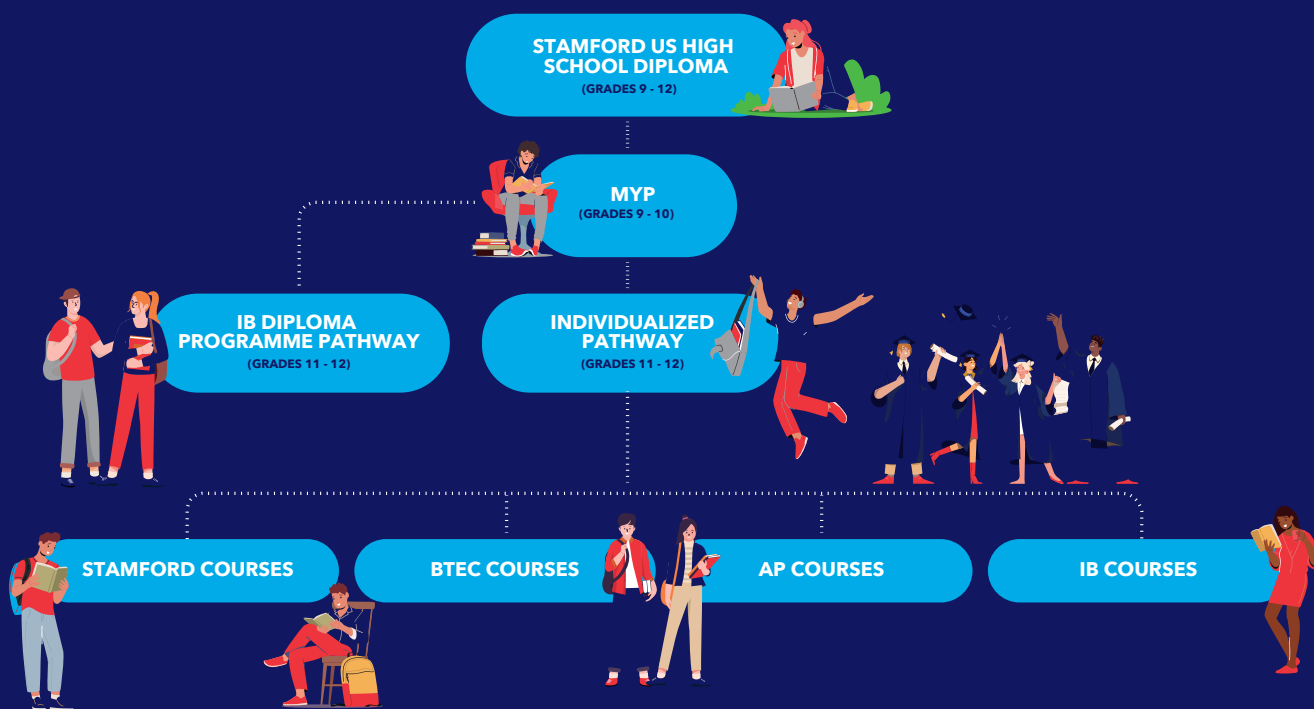 STAMFORD US HIGH
SCHOOL DIPLOMA
(GRADES 9 - 12)
MYP
(GRADES 9 - 10)
IB DIPLOMA
PROGRAMME PATHWAY
(GRADES 11 - 12)
INDIVIDUALIZED
PATHWAY
(GRADES 11 - 12)
STAMFORD COURSES
BTEC COURSES
AP COURSES
IB COURSES